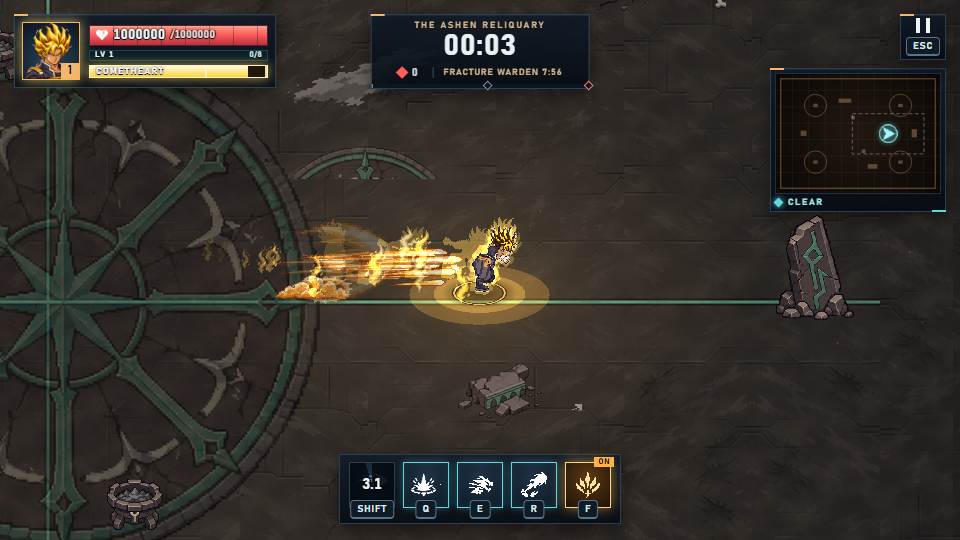 1000000 /1000000
LV 1
0/8
COMETHEART
1
THE ASHEN RELIQUARY
00:03
0
FRACTURE WARDEN 7:56
ESC
CLEAR
3.1
ON
SHIFT
Q
E
R
F